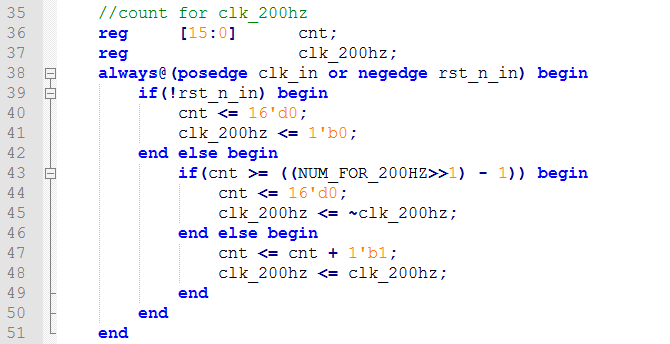 35 //count for clk_200hz
36 reg [15:0] cnt;
37 reg clk_200hz;
38 always@(posedge clk_in or negedge rst_n_in) begin
39 if(!rst_n_in) begin
40 cnt <= 16'd0;
41 clk_200hz <= 1'b0;
42 end else begin
43 if(cnt >= ((NUM_FOR_200HZ>>1) - 1)) begin
44 cnt <= 16'd0;
45 clk_200hz <= ~clk_200hz;
46 end else begin
47 cnt <= cnt + 1'b1;
48 clk_200hz <= clk_200hz;
49 end
50 end
51 end